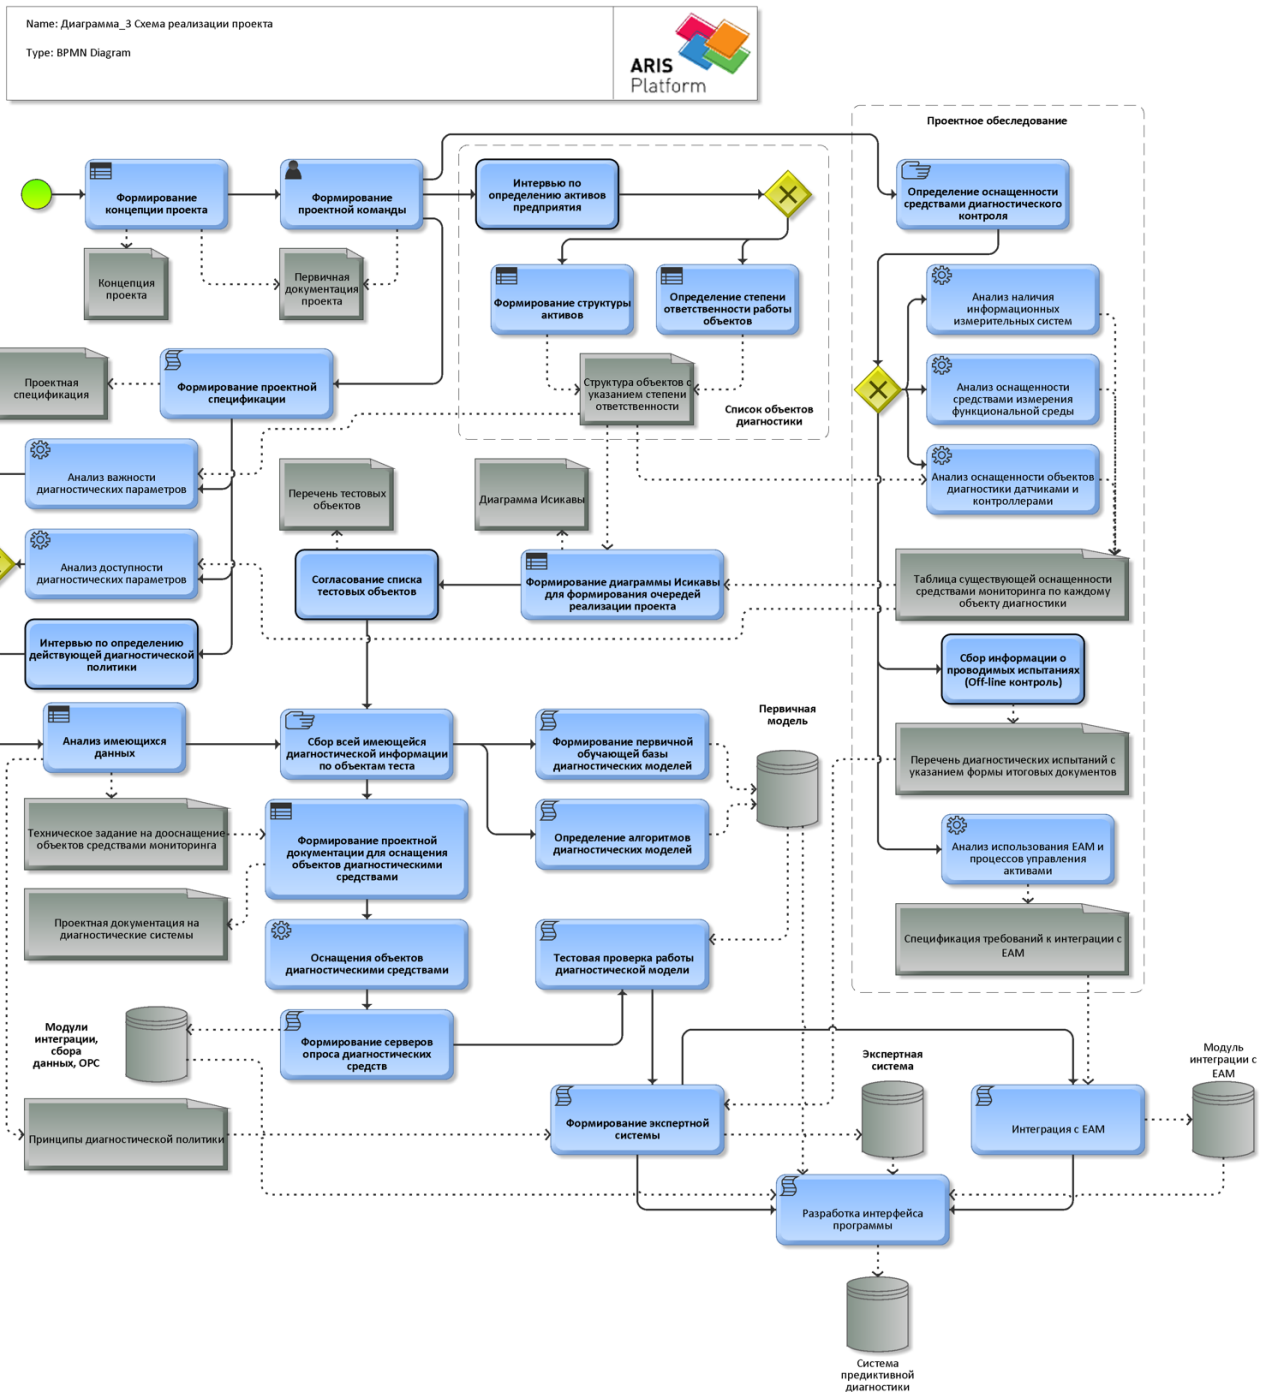 Name: Диаграмма_3 Схема реализации проекта
Type: BPMN Diagram
ARIS
Platform
Проектное обеследование
Формирование
концепции проекта
Формирование
проектной команды
Интервью по
определению активов
предприятия
Определение оснащенности
средствами диагностического
контроля
Концепция
проекта
Первичная
документация
проекта
Формирование структуры
активов
Определение степени
ответственности работы
объектов
Анализ наличия
информационных
измерительных систем
Проектная
спецификация
Формирование проектной
спецификации
Структура объектов с
указанием степени
ответственности
Список объектов
диагностики
Анализ оснащенности
средствами измерения
функциональной среды
Анализ важности
диагностических параметров
Перечень тестовых
объектов
Диаграмма Исикавы
Анализ оснащенности объектов
диагностики датчиками и
контроллерами
Анализ доступности
диагностических параметров
Согласование списка
тестовых объектов
Формирование диаграммы Исикавы
для формирования очередей
реализации проекта
Таблица существующей оснащенности
средствами мониторинга по каждому
объекту диагностики
Интервью по определению
действующей диагностической
политики
Сбор информации о
проводимых испытаниях
(Off-line контроль)
Анализ имеющихся
данных
Сбор всей имеющейся
диагностической информации
по объектам теста
Формирование первичной
обучающей базы
диагностических моделей
Первичная
модель
Перечень диагностических испытаний с
указанием формы итоговых документов
Техническое задание на дооснащение
объектов средствами мониторинга
Формирование проектной
документации для оснащения
объектов диагностическими
средствами
Определение алгоритмов
диагностических моделей
Анализ использования EAM и
процессов управления
активами
Проектная документация на
диагностические системы
Оснащения объектов
диагностическими средствами
Тестовая проверка работы
диагностической модели
Спецификация требований к интеграции с
EAM
Модули
интеграции,
сбора
данных, OPC
Формирование серверов
опроса диагностических
средств
Экспертная
система
Модуль
интеграции с
EAM
Принципы диагностической политики
Формирование экспертной
системы
Интеграция с EAM
Разработка интерфейса
программы
Система
предиктивной
диагностики